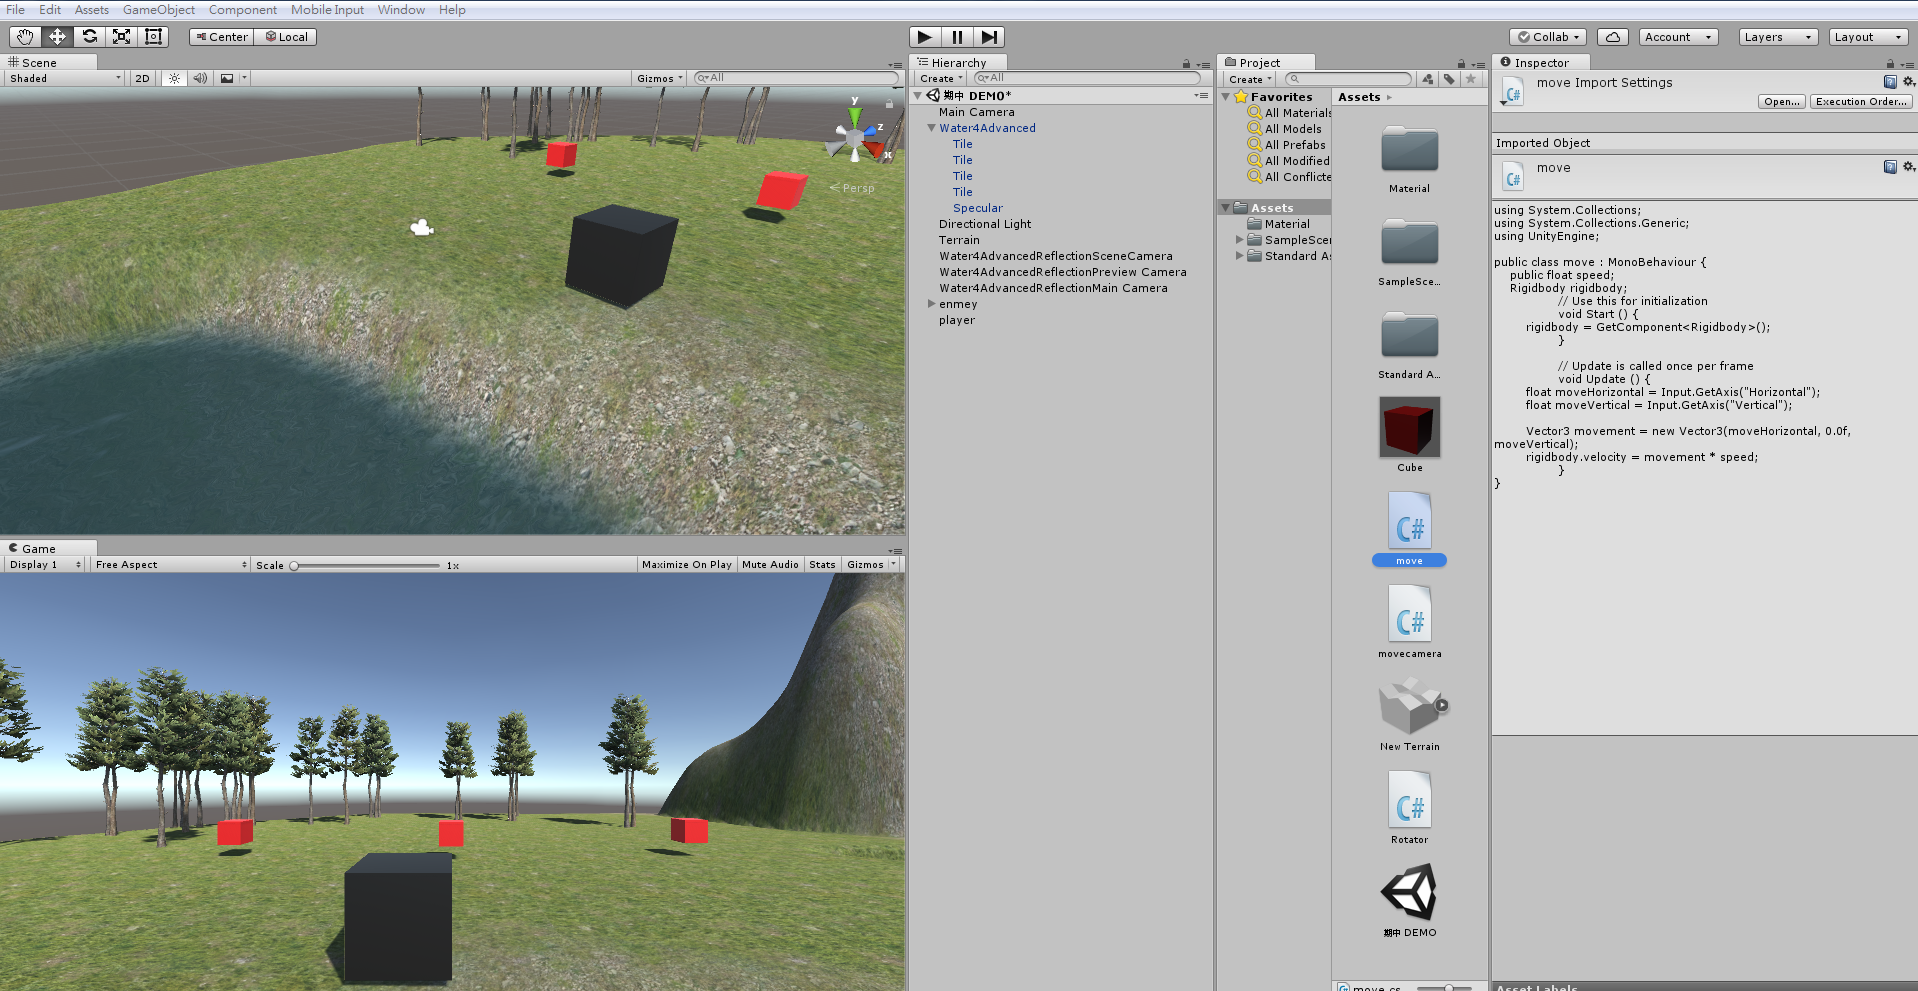 File Edit Assets GameObject Component Mobile Input Window Help
Center Local
Collab Account Layers Layout
Scene
Shaded 2D Gizmos All
y
z
x
Persp
Game
Display 1 Free Aspect Scale 1x Maximize On Play Mute Audio Stats Gizmos
Hierarchy
Create All
期中 DEMO*
Main Camera
Water4Advanced
Tile
Tile
Tile
Tile
Specular
Directional Light
Terrain
Water4AdvancedReflectionSceneCamera
Water4AdvancedReflectionPreview Camera
Water4AdvancedReflectionMain Camera
enmey
player
Project
Create
Favorites
All Materials
All Models
All Prefabs
All Modified
All Conflicte
Assets
Material
SampleScen
Standard As
Assets
Material
SampleSce...
Standard A...
Cube
C#
move
C#
movecamera
New Terrain
C#
Rotator
期中 DEMO
move.cs
Inspector
C#
move Import Settings
Open... Execution Order...
Imported Object
C#
move
using System.Collections;
using System.Collections.Generic;
using UnityEngine;
public class move : MonoBehaviour {
public float speed;
Rigidbody rigidbody;
// Use this for initialization
void Start () {
rigidbody = GetComponent<Rigidbody>();
}
// Update is called once per frame
void Update () {
float moveHorizontal = Input.GetAxis("Horizontal");
float moveVertical = Input.GetAxis("Vertical");
Vector3 movement = new Vector3(moveHorizontal, 0.0f,
moveVertical);
rigidbody.velocity = movement * speed;
}
}
Asset Labels